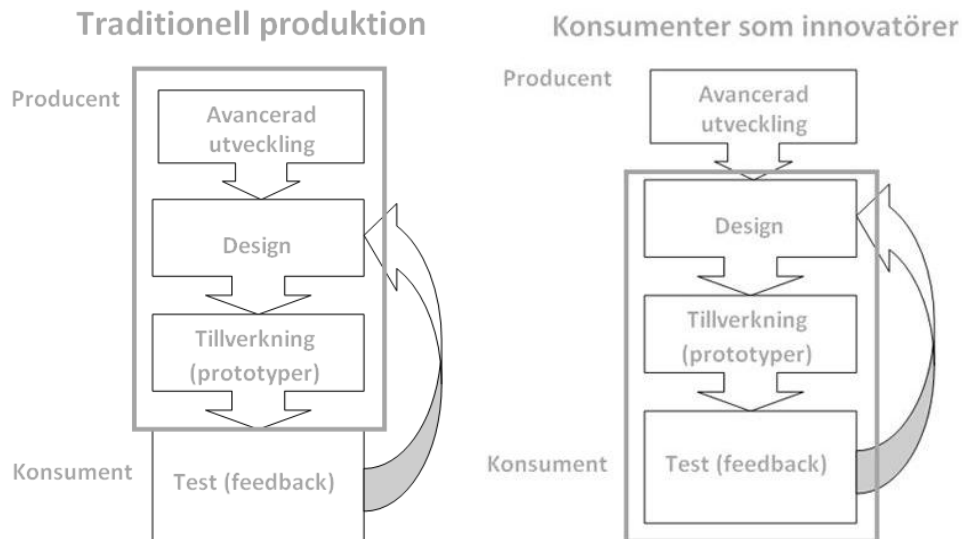 Traditionell produktion
Producent
Avancerad
utveckling
Design
Tillverkning
(prototyper)
Konsument
Test (feedback)
Konsumenter som innovatörer
Producent
Avancerad
utveckling
Design
Tillverkning
(prototyper)
Konsument
Test (feedback)